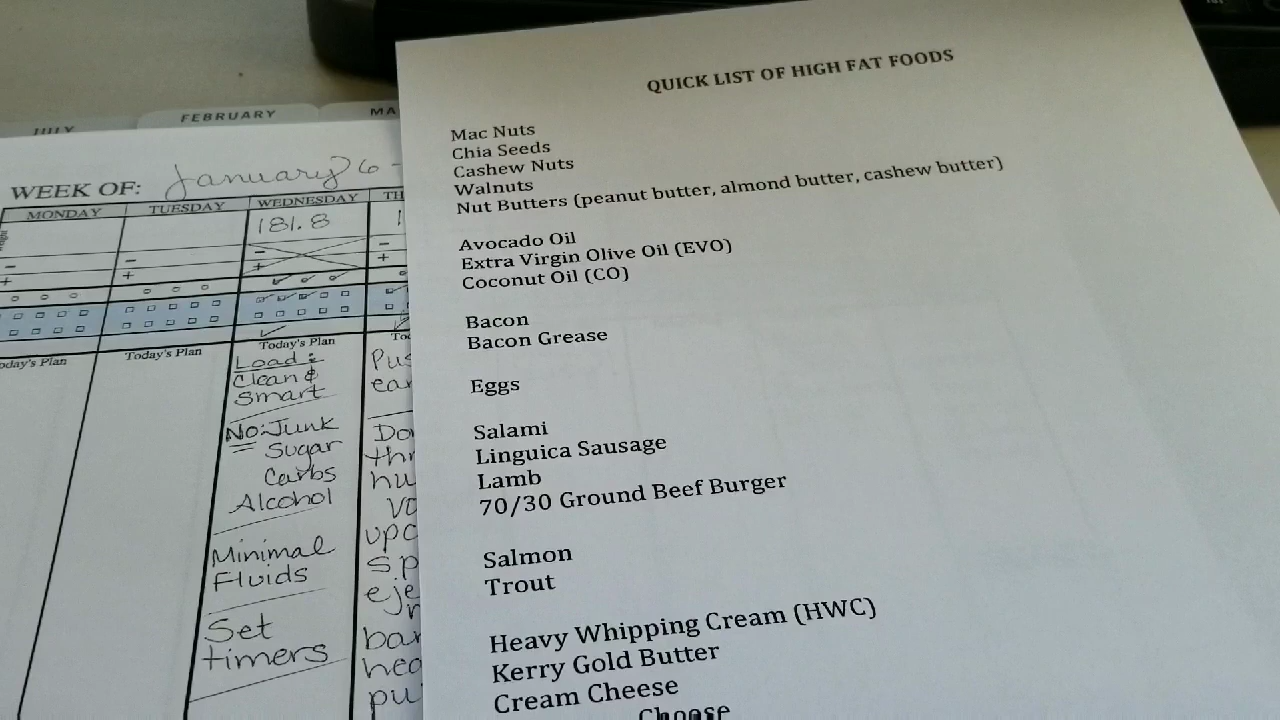 JULY
FEBRUARY
WEEK OF: January 26 -
MONDAY TUESDAY WEDNESDAY
181.8
Today's Plan
Today's Plan
Load:
Clean &
Smart
No: Junk
Sugar
Carbs
Alcohol
Minimal
Fluids
Set
timers
QUICK LIST OF HIGH FAT FOODS
Mac Nuts
Chia Seeds
Cashew Nuts
Walnuts
Nut Butters (peanut butter, almond butter, cashew butter)
Avocado Oil
Extra Virgin Olive Oil (EVO)
Coconut Oil (CO)
Bacon
Bacon Grease
Eggs
Salami
Linguica Sausage
Lamb
70/30 Ground Beef Burger
Salmon
Trout
Heavy Whipping Cream (HWC)
Kerry Gold Butter
Cream Cheese